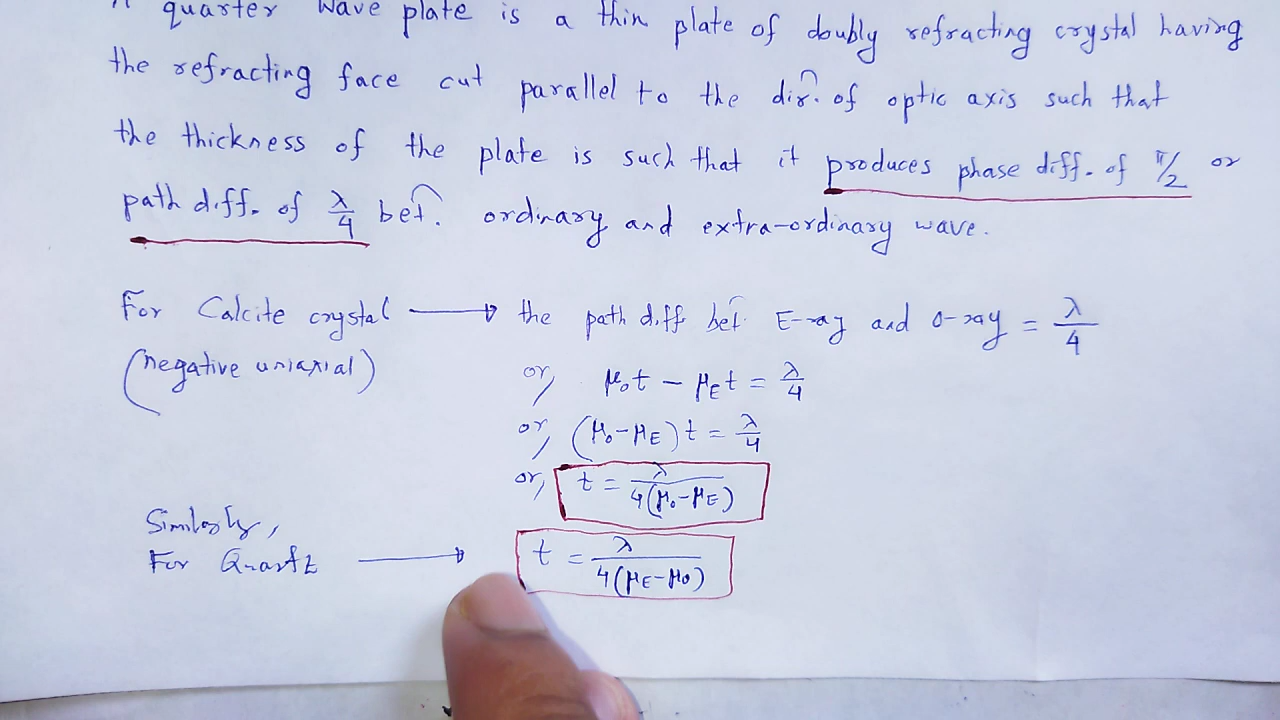 A quarter wave plate is a thin plate of doubly refracting crystal having
the refracting face cut parallel to the dirn. of optic axis such that
the thickness of the plate is such that it produces phase diff. of π/2 or
path diff. of λ/4 betn. ordinary and extra-ordinary wave.
For Calcite crystal → the path diff betn. E-ray and O-ray = λ/4
(negative uniaxial)
or, μ₀t - μ_E t = λ/4
or, (μ₀-μ_E) t = λ/4
or, t = λ/4(μ₀-μ_E)
Similarly,
For Quartz → t = λ/4(μ_E-μ₀)